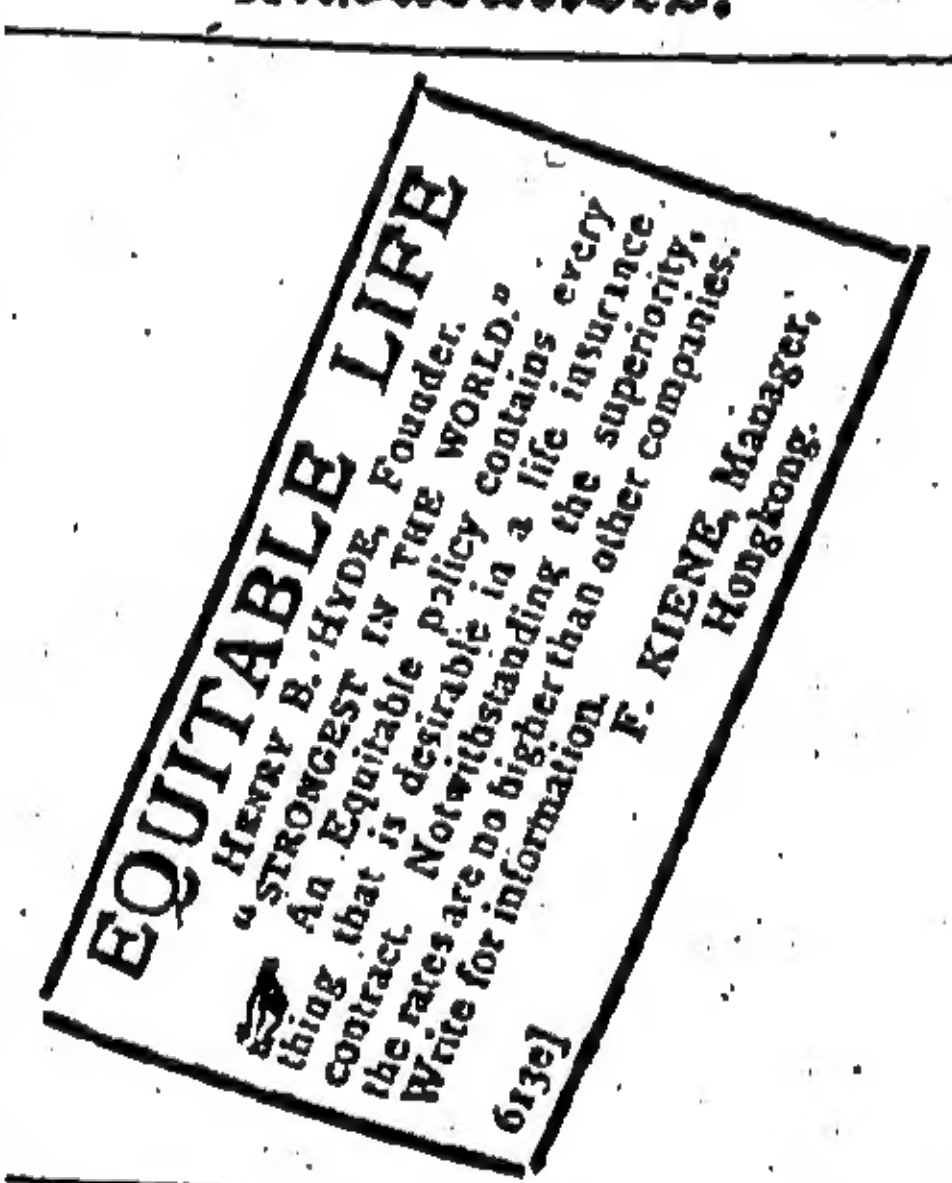 EQUITABLE LIFE
HENRY B. HYDE, Founder.
"STRONGEST IN THE WORLD."
An Equitable policy contains every
thing that is desirable in a life insurance
contract. Notwithstanding the superiority,
the rates are no higher than other companies.
Write for information.
F. KIENE, Manager,
Hongkong.
613e]